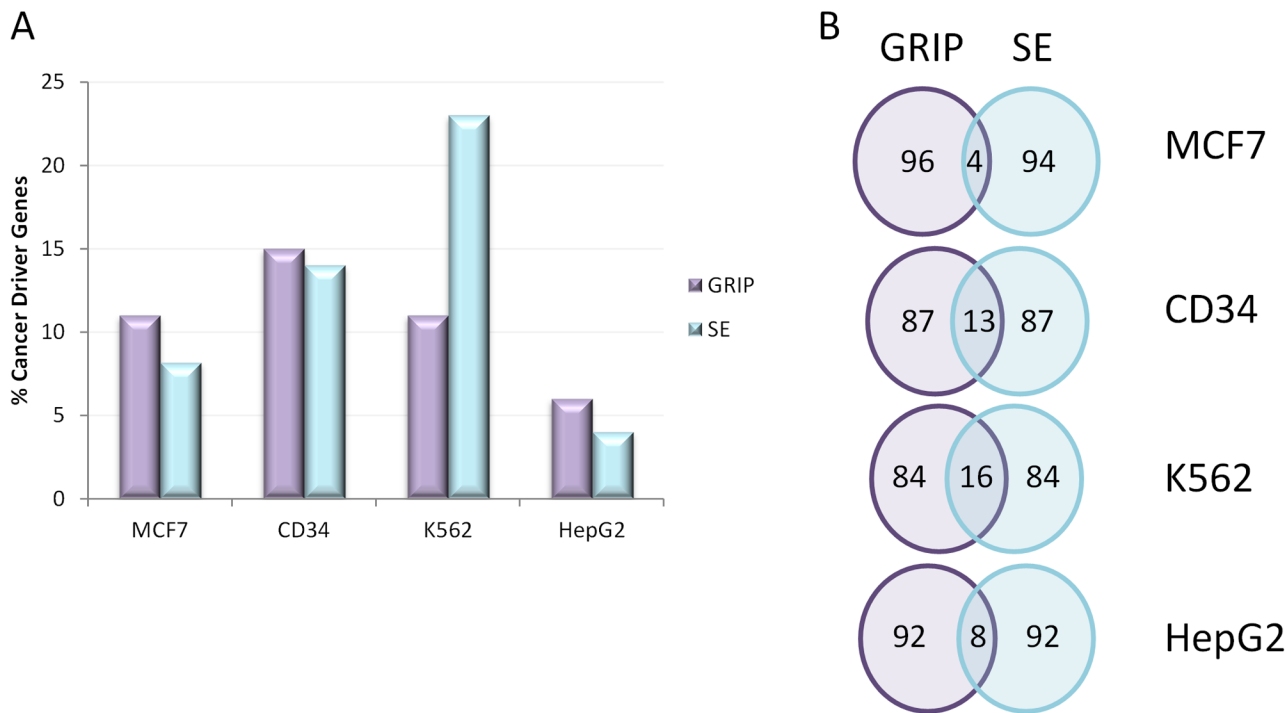 A
% Cancer Driver Genes
25
20
15
10
5
0
MCF7 CD34 K562 HepG2
GRIP
SE
B
GRIP SE
96 4 94 MCF7
87 13 87 CD34
84 16 84 K562
92 8 92 HepG2